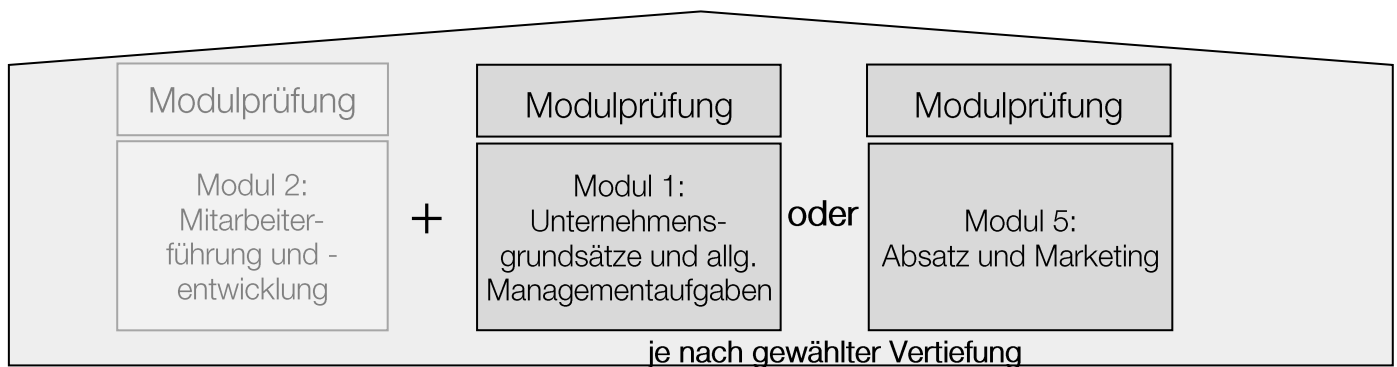 Modulprüfung
Modul 2:
Mitarbeiter-
führung und -
entwicklung
+
Modulprüfung
Modul 1:
Unternehmens-
grundsätze und allg.
Managementaufgaben
oder
Modulprüfung
Modul 5:
Absatz und Marketing
je nach gewählter Vertiefung